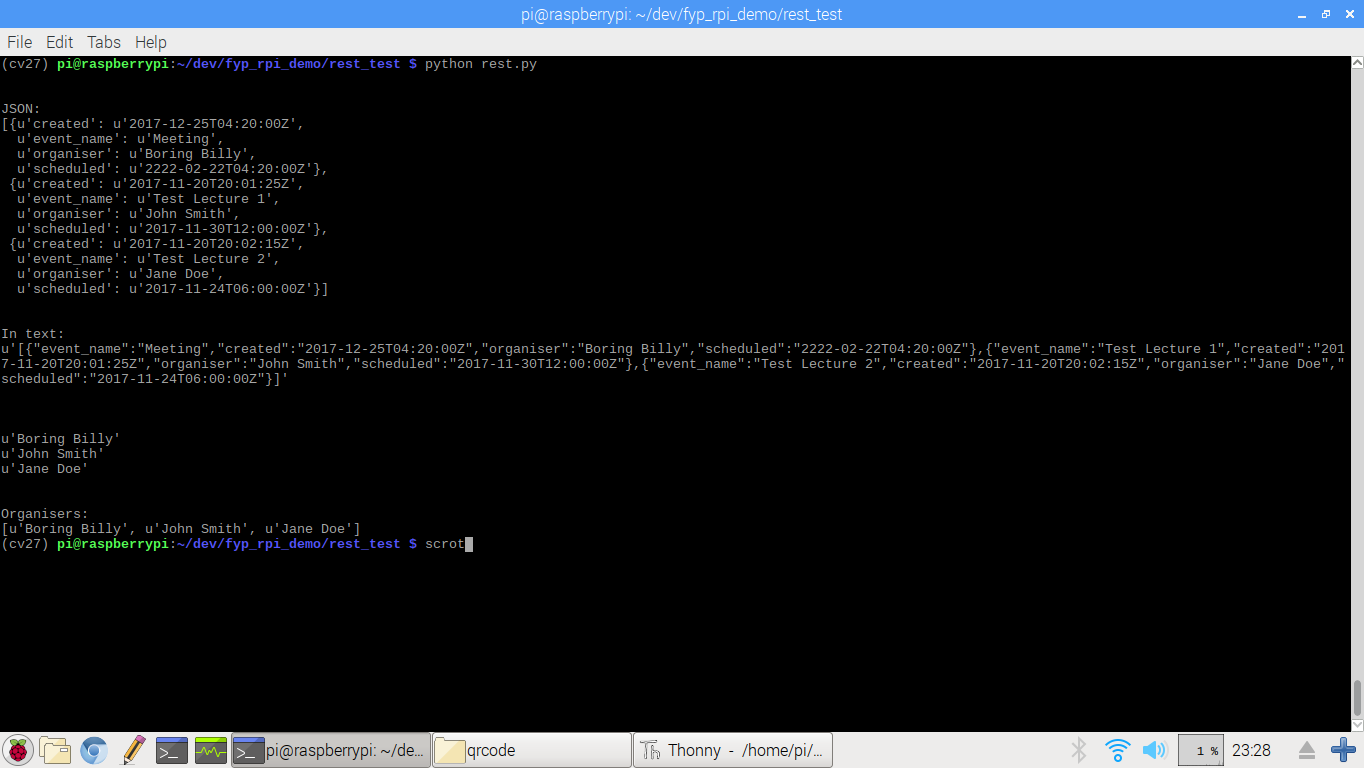 pi@raspberrypi: ~/dev/fyp_rpi_demo/rest_test
File Edit Tabs Help
(cv27) pi@raspberrypi:~/dev/fyp_rpi_demo/rest_test $ python rest.py
JSON:
[{u'created': u'2017-12-25T04:20:00Z',
  u'event_name': u'Meeting',
  u'organiser': u'Boring Billy',
  u'scheduled': u'2222-02-22T04:20:00Z'},
 {u'created': u'2017-11-20T20:01:25Z',
  u'event_name': u'Test Lecture 1',
  u'organiser': u'John Smith',
  u'scheduled': u'2017-11-30T12:00:00Z'},
 {u'created': u'2017-11-20T20:02:15Z',
  u'event_name': u'Test Lecture 2',
  u'organiser': u'Jane Doe',
  u'scheduled': u'2017-11-24T06:00:00Z'}]
In text:
u'[{"event_name":"Meeting","created":"2017-12-25T04:20:00Z","organiser":"Boring Billy","scheduled":"2222-02-22T04:20:00Z"},{"event_name":"Test Lecture 1","created":"201
7-11-20T20:01:25Z","organiser":"John Smith","scheduled":"2017-11-30T12:00:00Z"},{"event_name":"Test Lecture 2","created":"2017-11-20T20:02:15Z","organiser":"Jane Doe","
scheduled":"2017-11-24T06:00:00Z"}]'
u'Boring Billy'
u'John Smith'
u'Jane Doe'
Organisers:
[u'Boring Billy', u'John Smith', u'Jane Doe']
(cv27) pi@raspberrypi:~/dev/fyp_rpi_demo/rest_test $ scrot
pi@raspberrypi: ~/de... qrcode Thonny - /home/pi/... 1 % 23:28